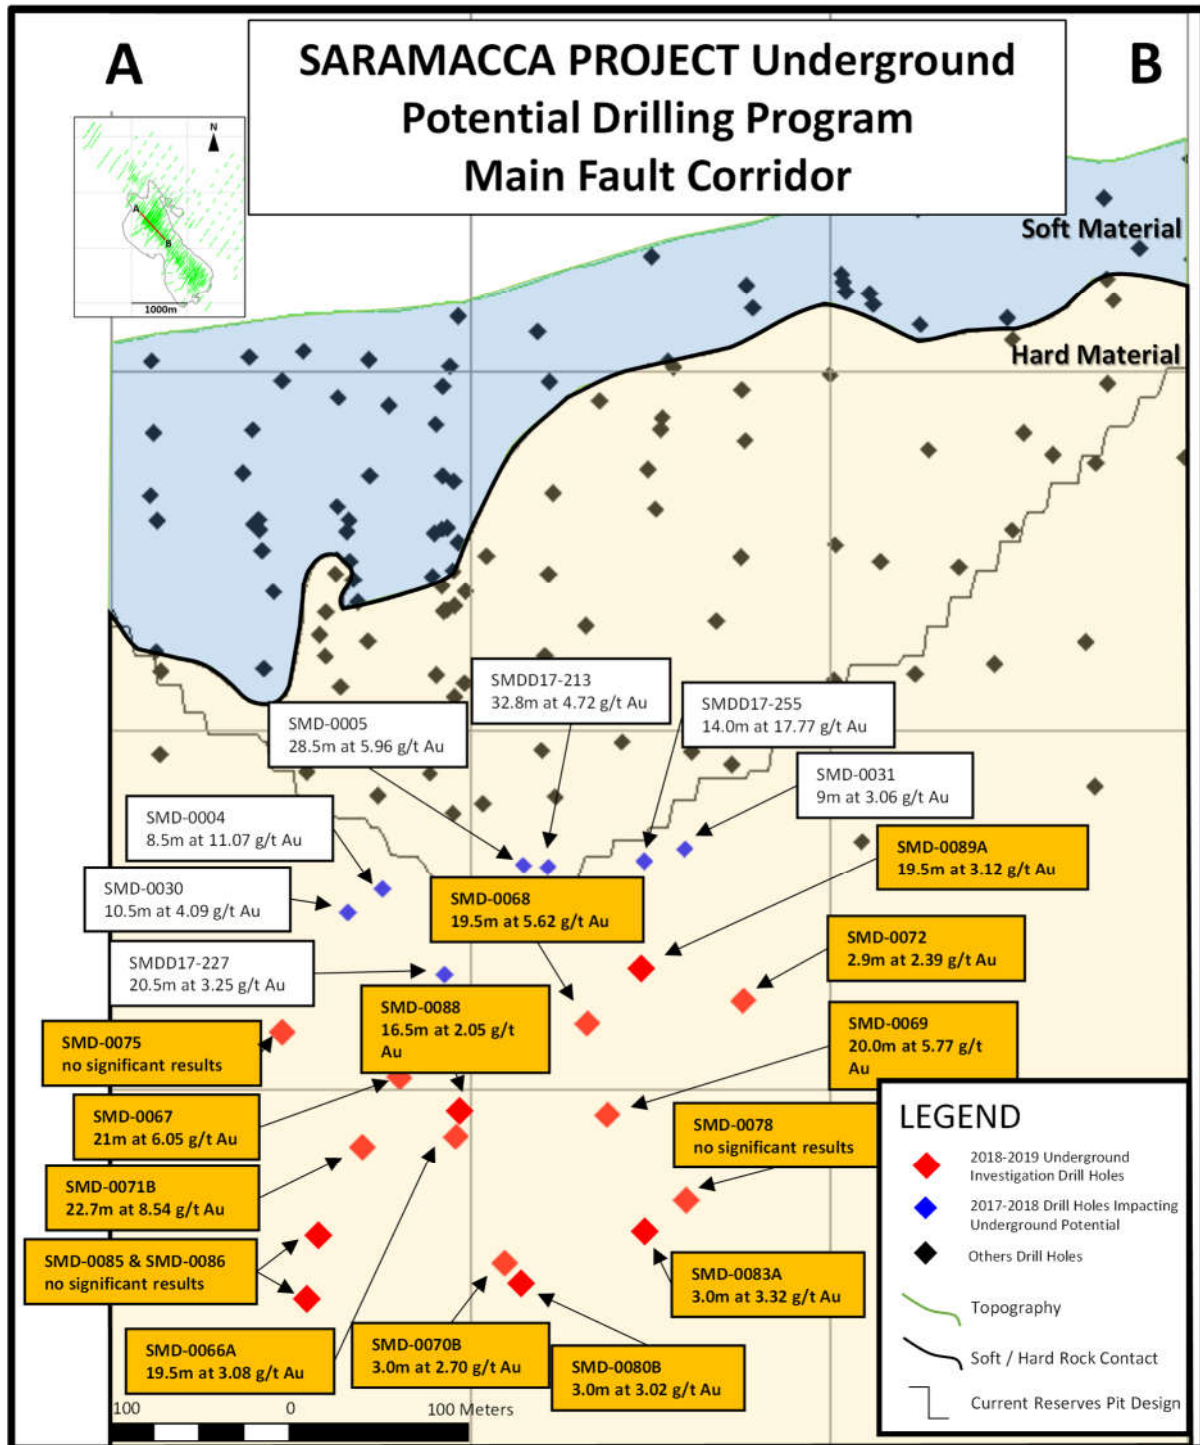 A
B
SARAMACCA PROJECT Underground
Potential Drilling Program
Main Fault Corridor
N
A
B
1000m
Soft Material
Hard Material
SMDD17-213
32.8m at 4.72 g/t Au
SMD-0005
28.5m at 5.96 g/t Au
SMDD17-255
14.0m at 17.77 g/t Au
SMD-0031
9m at 3.06 g/t Au
SMD-0004
8.5m at 11.07 g/t Au
SMD-0089A
19.5m at 3.12 g/t Au
SMD-0030
10.5m at 4.09 g/t Au
SMD-0068
19.5m at 5.62 g/t Au
SMD-0072
2.9m at 2.39 g/t Au
SMDD17-227
20.5m at 3.25 g/t Au
SMD-0088
16.5m at 2.05 g/t
Au
SMD-0069
20.0m at 5.77 g/t
Au
SMD-0075
no significant results
SMD-0067
21m at 6.05 g/t Au
SMD-0078
no significant results
SMD-0071B
22.7m at 8.54 g/t Au
SMD-0085 & SMD-0086
no significant results
SMD-0083A
3.0m at 3.32 g/t Au
SMD-0066A
19.5m at 3.08 g/t Au
SMD-0070B
3.0m at 2.70 g/t Au
SMD-0080B
3.0m at 3.02 g/t Au
100 0 100 Meters
LEGEND
2018-2019 Underground
Investigation Drill Holes
2017-2018 Drill Holes Impacting
Underground Potential
Others Drill Holes
Topography
Soft / Hard Rock Contact
Current Reserves Pit Design